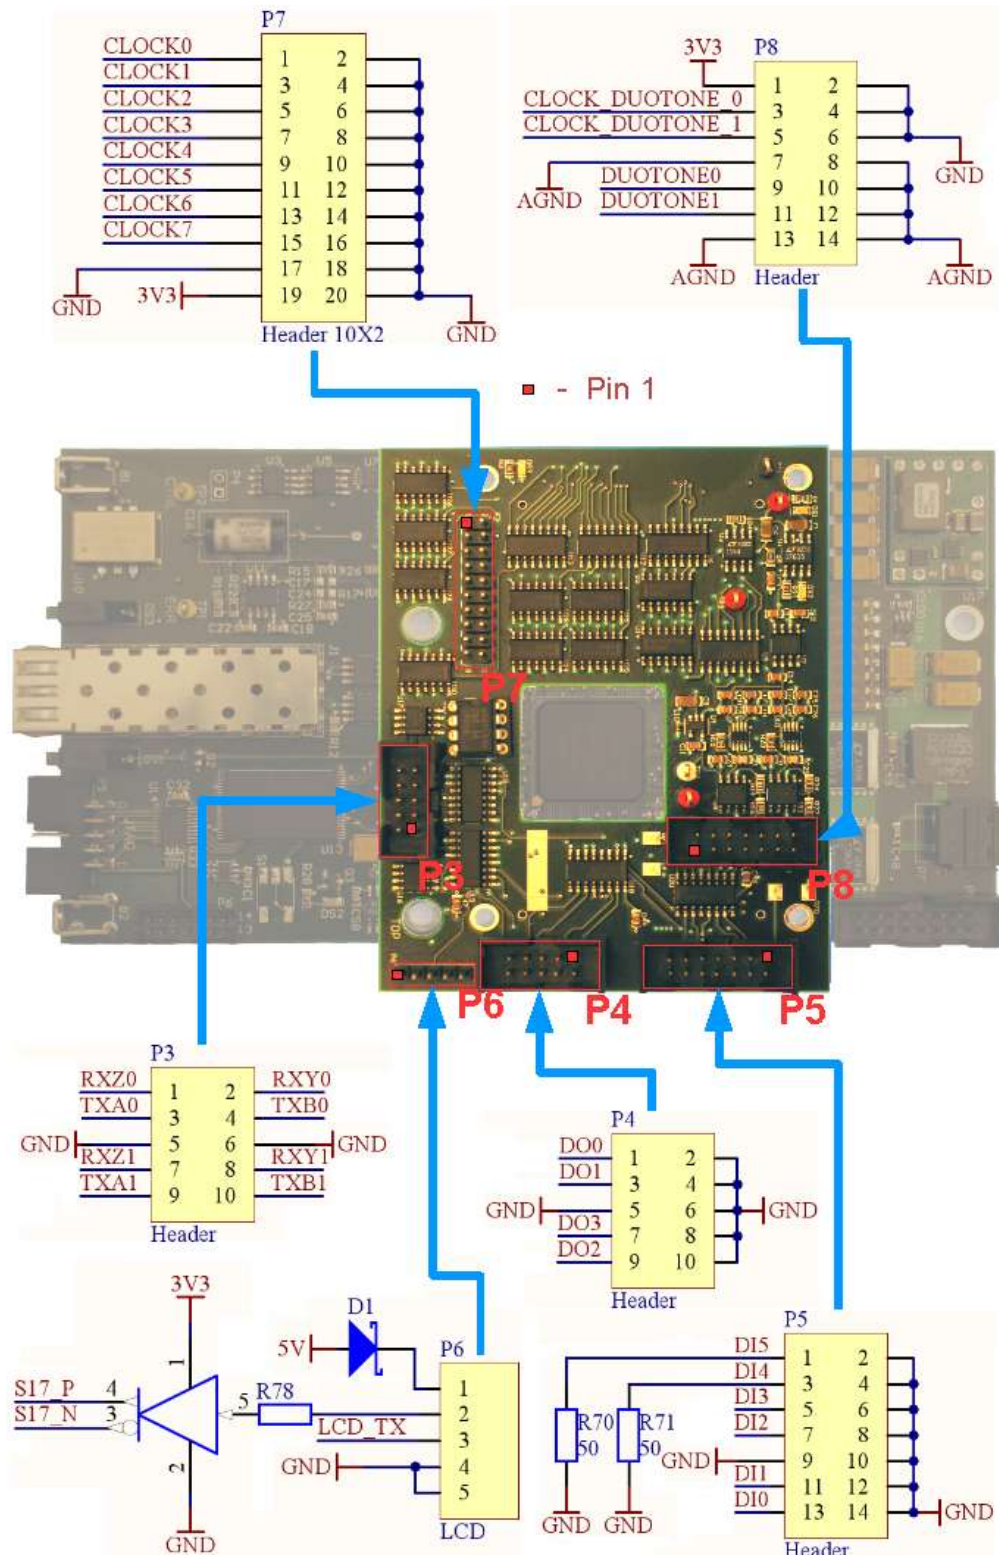 P7
CLOCK0 1 2
CLOCK1 3 4
CLOCK2 5 6
CLOCK3 7 8
CLOCK4 9 10
CLOCK5 11 12
CLOCK6 13 14
CLOCK7 15 16
17 18
GND 3V3 19 20
GND
Header 10X2
P8
3V3
1 2
CLOCK_DUOTONE_0 3 4
CLOCK_DUOTONE_1 5 6
7 8 GND
AGND DUOTONE0 9 10
DUOTONE1 11 12
13 14
AGND Header AGND
- Pin 1
P7
P3
P8
P6
P4
P5
TOP
P3
RXZ0 1 2 RXY0
TXA0 3 4 TXB0
GND 5 6 GND
RXZ1 7 8 RXY1
TXA1 9 10 TXB1
Header
P4
DO0 1 2
DO1 3 4
GND 5 6 GND
DO3 7 8
DO2 9 10
Header
3V3
1
S17_P 4
S17_N 3
5 R78
2
GND
D1
5V
P6
1
2
LCD_TX 3
GND 4
5
LCD
P5
DI5 1 2
DI4 3 4
DI3 5 6
DI2 7 8
GND 9 10
DI1 11 12
DI0 13 14 GND
R70 R71
50 50
GND GND
Header